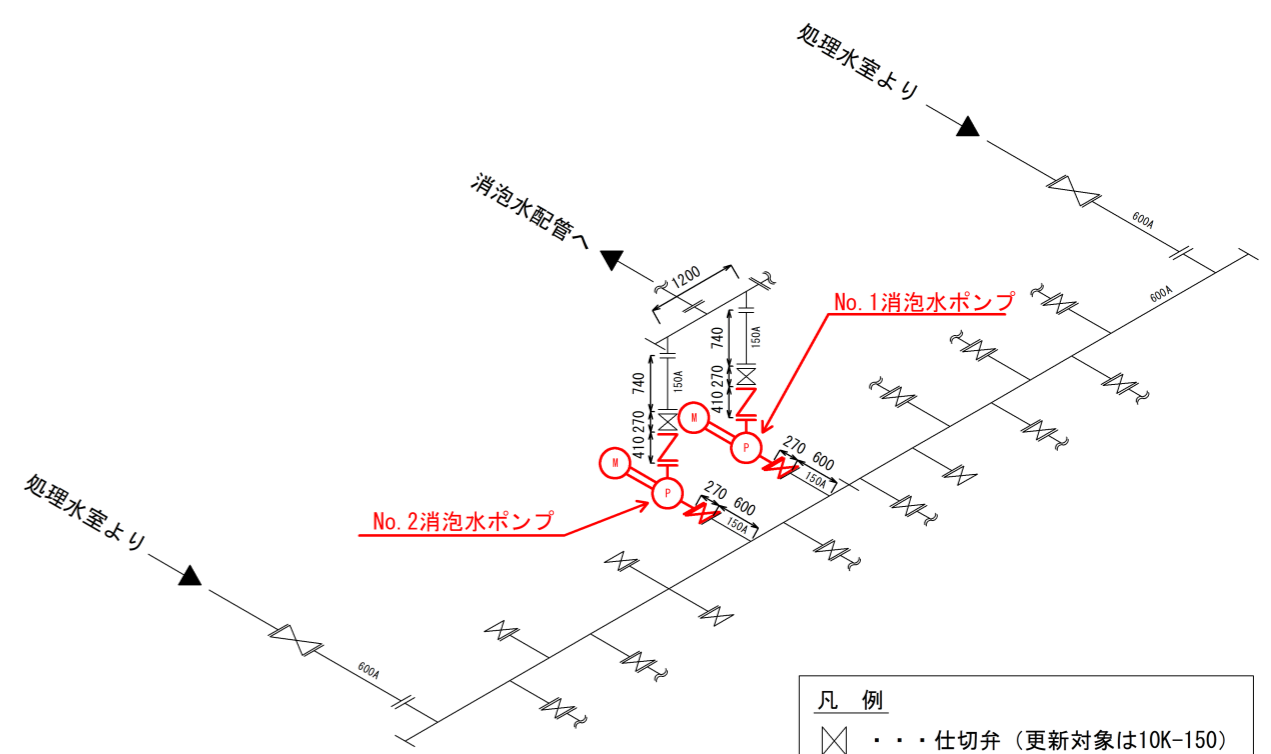 処理水室より
600A
600A
消泡水配管へ
1200
No.1消泡水ポンプ
740
150A
270
410
M
P
270 600
150A
740
150A
270
410
M
P
270 600
150A
No.2消泡水ポンプ
処理水室より
600A
凡 例
・・・仕切弁（更新対象は10K-150）